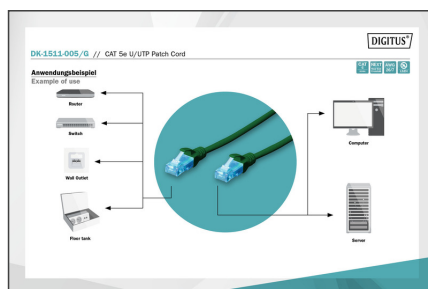 DIGITUS®
DK-1511-005/G // CAT 5e U/UTP Patch Cord
Anwendungsbeispiel
Example of use
Router
Switch
Wall Outlet
Floor tank
Computer
Server